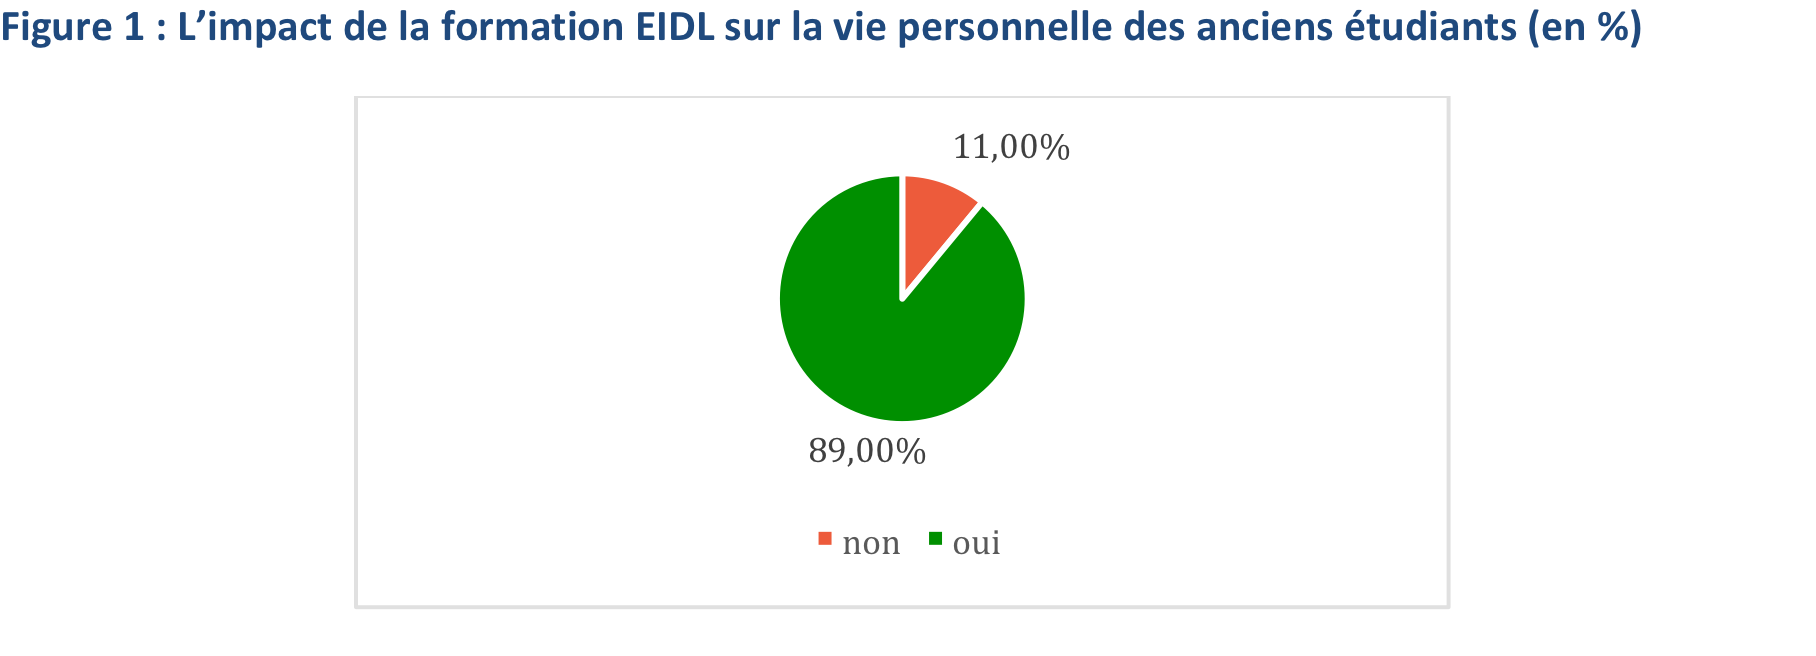 Figure 1 : L’impact de la formation EIDL sur la vie personnelle des anciens étudiants (en %)
11,00%
89,00%
non oui